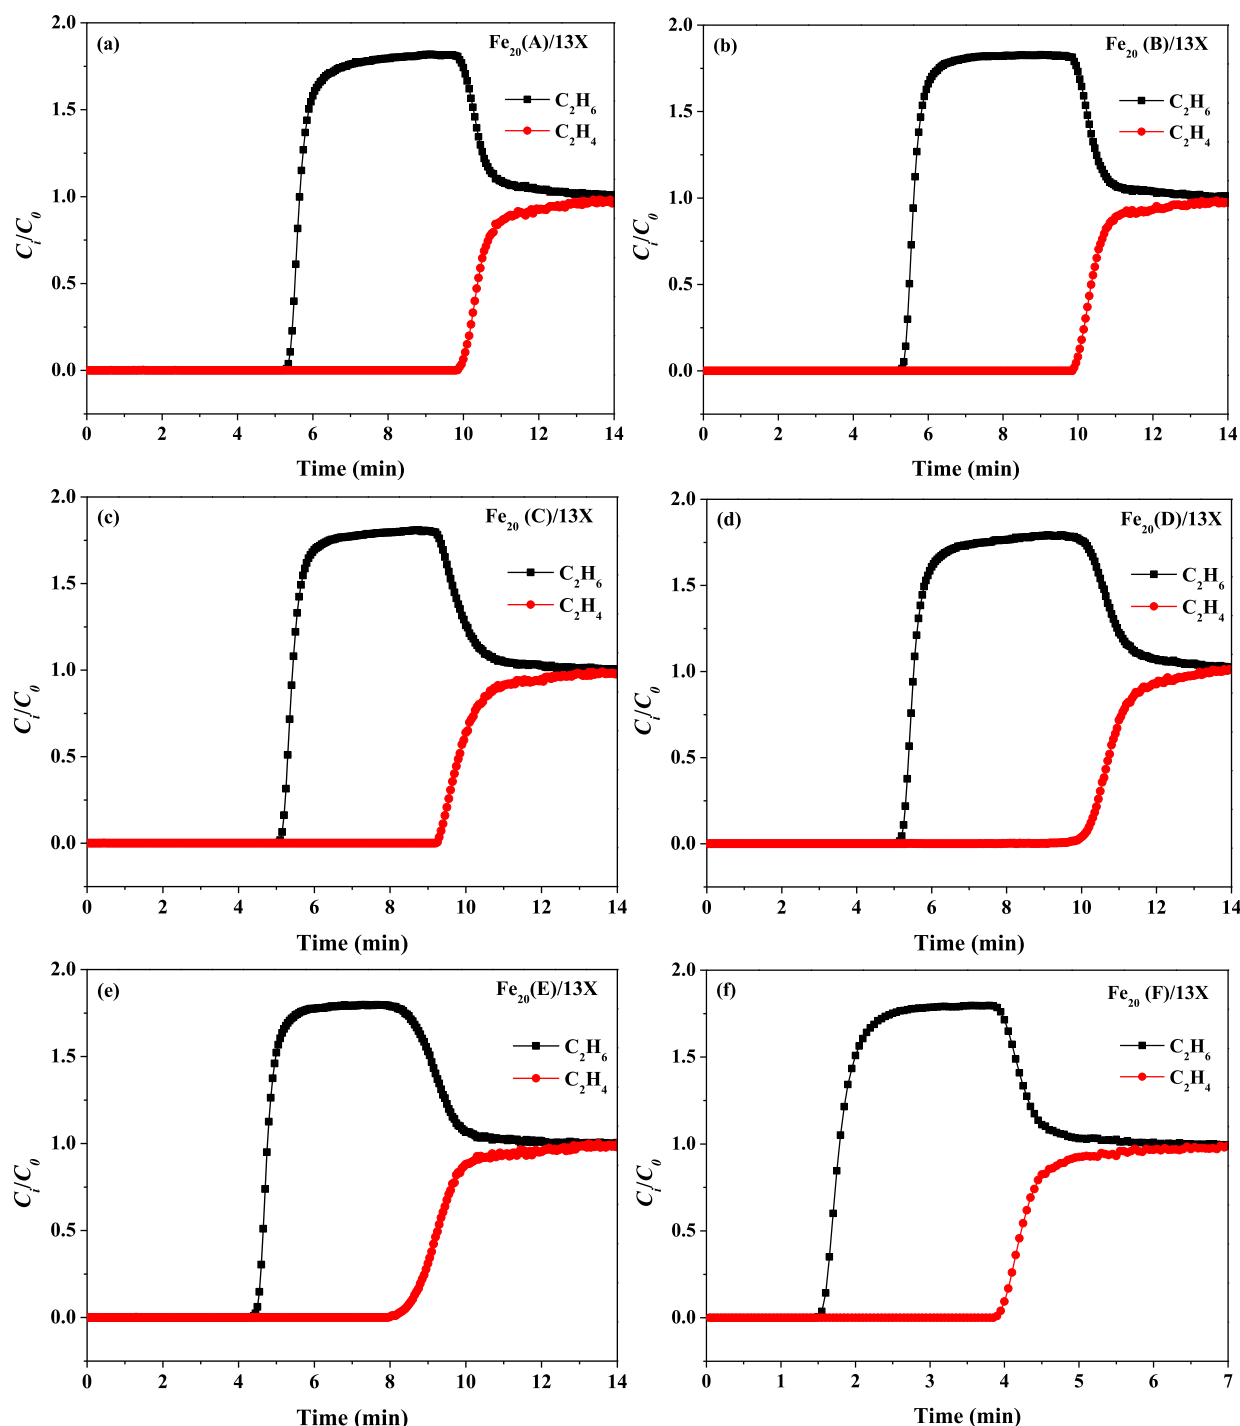 (a)
Fe₂₀(A)/13X
C₂H₆
C₂H₄
2.0
1.5
1.0
0.5
0.0
Cᵢ/C₀
0 2 4 6 8 10 12 14
Time (min)
(b)
Fe₂₀ (B)/13X
C₂H₆
C₂H₄
2.0
1.5
1.0
0.5
0.0
Cᵢ/C₀
0 2 4 6 8 10 12 14
Time (min)
(c)
Fe₂₀ (C)/13X
C₂H₆
C₂H₄
2.0
1.5
1.0
0.5
0.0
Cᵢ/C₀
0 2 4 6 8 10 12 14
Time (min)
(d)
Fe₂₀(D)/13X
C₂H₆
C₂H₄
2.0
1.5
1.0
0.5
0.0
Cᵢ/C₀
0 2 4 6 8 10 12 14
Time (min)
(e)
Fe₂₀(E)/13X
C₂H₆
C₂H₄
2.0
1.5
1.0
0.5
0.0
Cᵢ/C₀
0 2 4 6 8 10 12 14
Time (min)
(f)
Fe₂₀ (F)/13X
C₂H₆
C₂H₄
2.0
1.5
1.0
0.5
0.0
Cᵢ/C₀
0 1 2 3 4 5 6 7
Time (min)